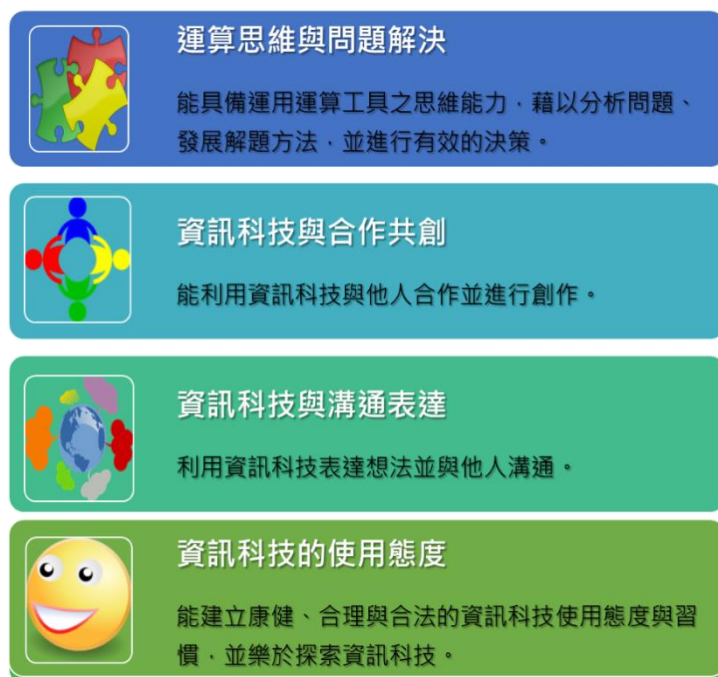 運算思維與問題解決
能具備運用運算工具之思維能力，藉以分析問題、
發展解題方法，並進行有效的決策。
資訊科技與合作共創
能利用資訊科技與他人合作並進行創作。
資訊科技與溝通表達
利用資訊科技表達想法並與他人溝通。
資訊科技的使用態度
能建立康健、合理與合法的資訊科技使用態度與習
慣，並樂於探索資訊科技。